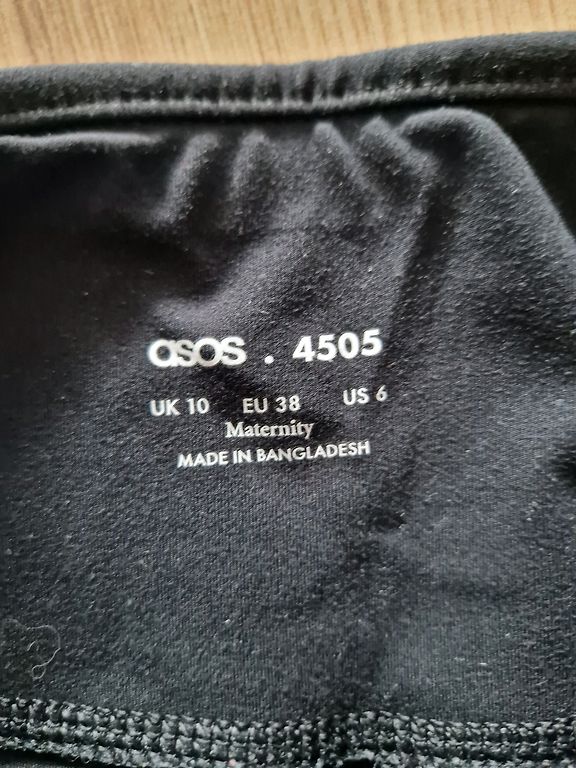 asos . 4505
UK 10 EU 38 US 6
Maternity
MADE IN BANGLADESH